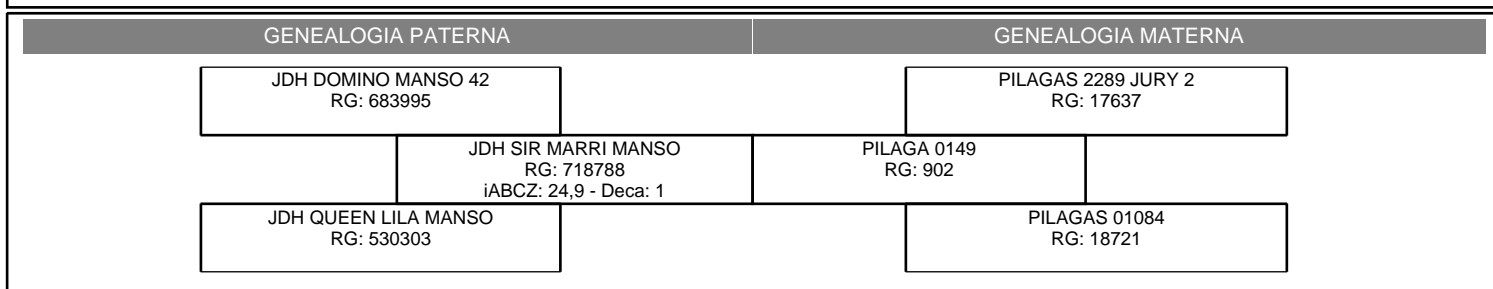 GENEALOGIA PATERNA
GENEALOGIA MATERNA
JDH DOMINO MANSO 42
RG: 683995
PILAGAS 2289 JURY 2
RG: 17637
JDH SIR MARRI MANSO
RG: 718788
iABCZ: 24,9 - Deca: 1
PILAGA 0149
RG: 902
JDH QUEEN LILA MANSO
RG: 530303
PILAGAS 01084
RG: 18721